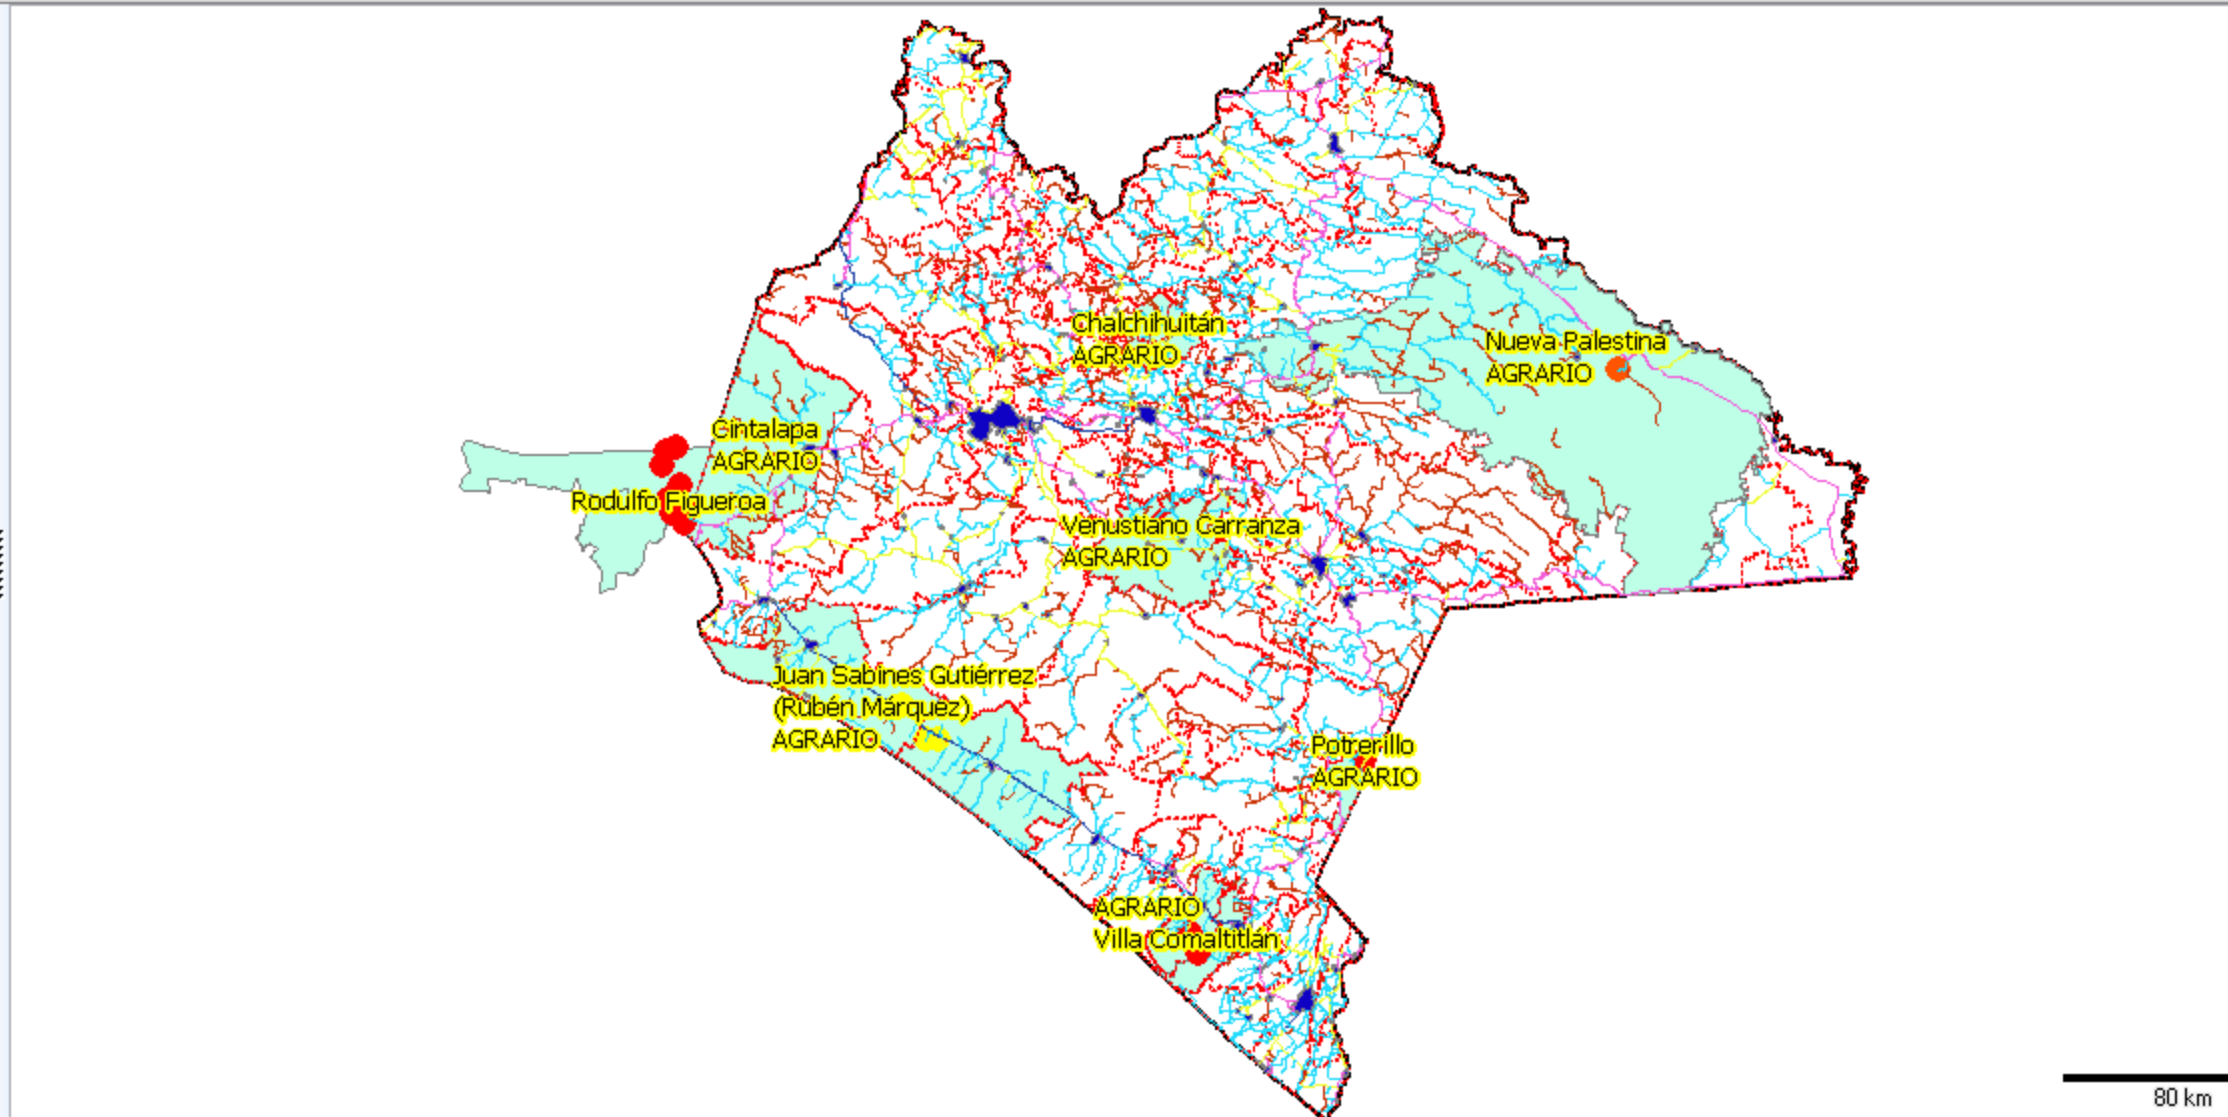 Chalchihuitán
AGRARIO
Nueva Palestina
AGRARIO
Cintalapa
AGRARIO
Rodulfo Figueroa
Venustiano Carranza
AGRARIO
Juan Sabines Gutiérrez
(Rubén Márquez)
AGRARIO
Potrerillo
AGRARIO
AGRARIO
Villa Comaltitlán
80 km